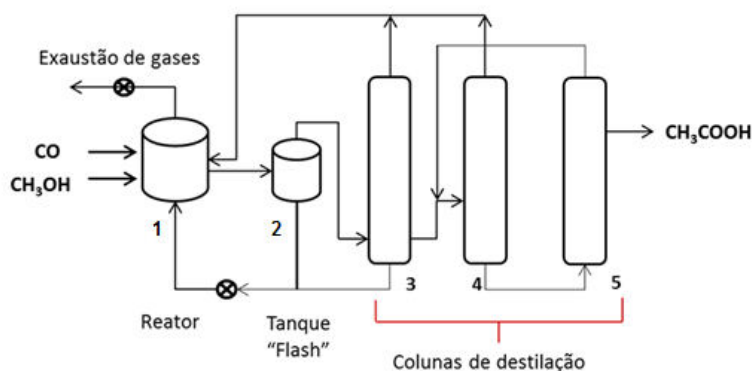 Exaustão de gases
CO
CH₃OH
CH₃COOH
1
2
3
4
5
Reator
Tanque
“Flash”
Colunas de destilação